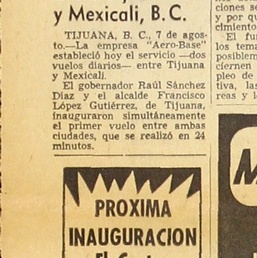 y Mexicali, B.C.
TIJUANA, B. C., 7 de agos-
to.—La empresa "Aero-Base"
estableció hoy el servicio —dos
vuelos diarios— entre Tijuana
y Mexicali.
El gobernador Raúl Sánchez
Díaz y el alcalde Francisco
López Gutiérrez, de Tijuana,
inauguraron simultáneamente
el primer vuelo entre ambas
ciudades, que se realizó en 24
minutos.
PROXIMA
INAUGURACION
ciones se
y por qu
cimiento
El fu
los tema
posiblem
ciernen
pleo de
tiva, las
reas y l
M